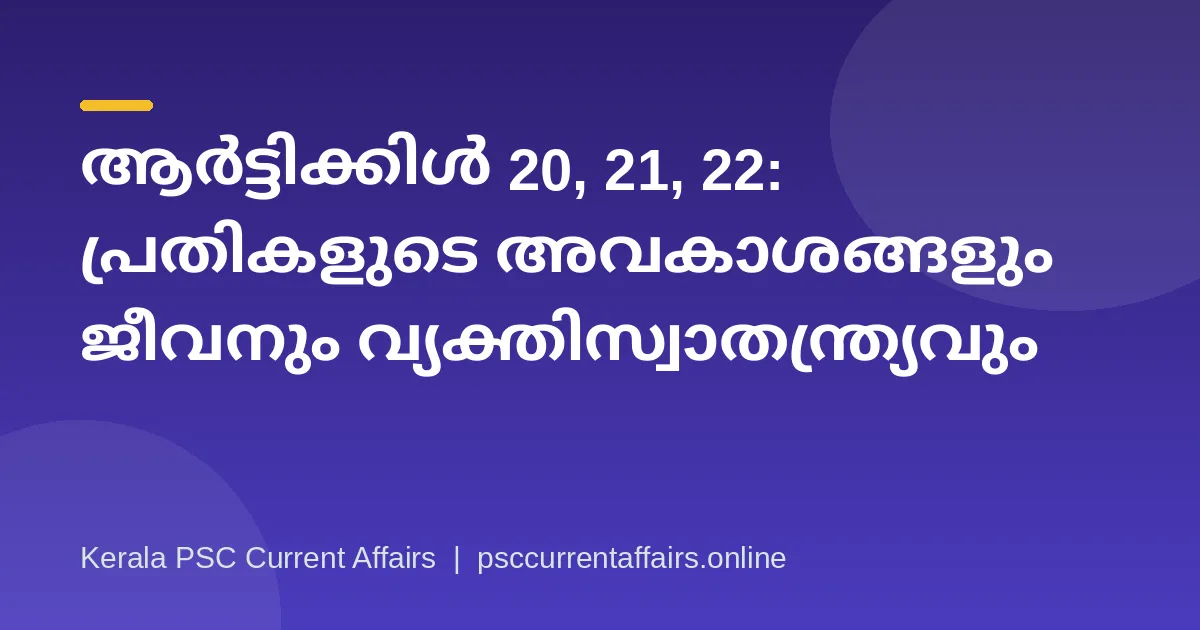 ആർട്ടിക്കിൾ 20, 21, 22:
പ്രതികളുടെ അവകാശങ്ങളും
ജീവനും വ്യക്തിസ്വാതന്ത്ര്യവും
Kerala PSC Current Affairs | psccurrentaffairs.online